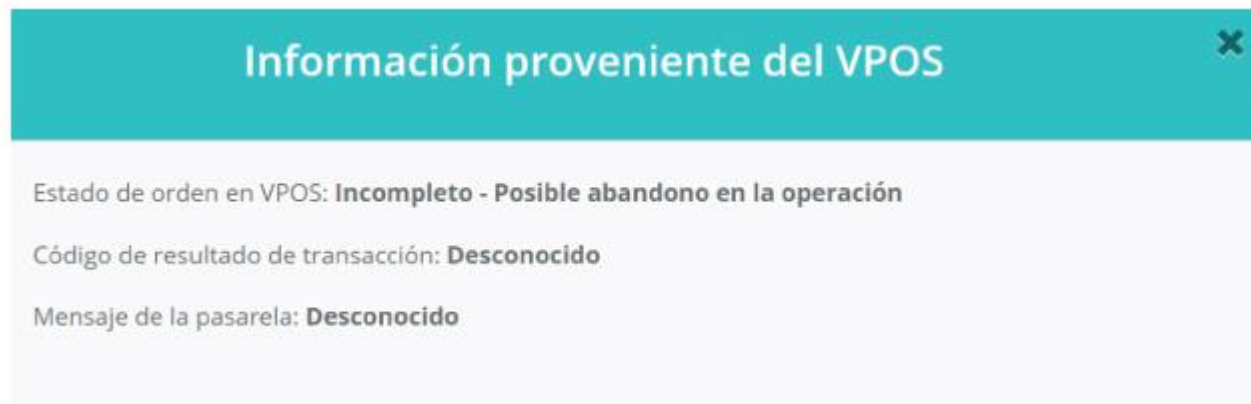 Información proveniente del VPOS
Estado de orden en VPOS: Incompleto - Posible abandono en la operación
Código de resultado de transacción: Desconocido
Mensaje de la pasarela: Desconocido